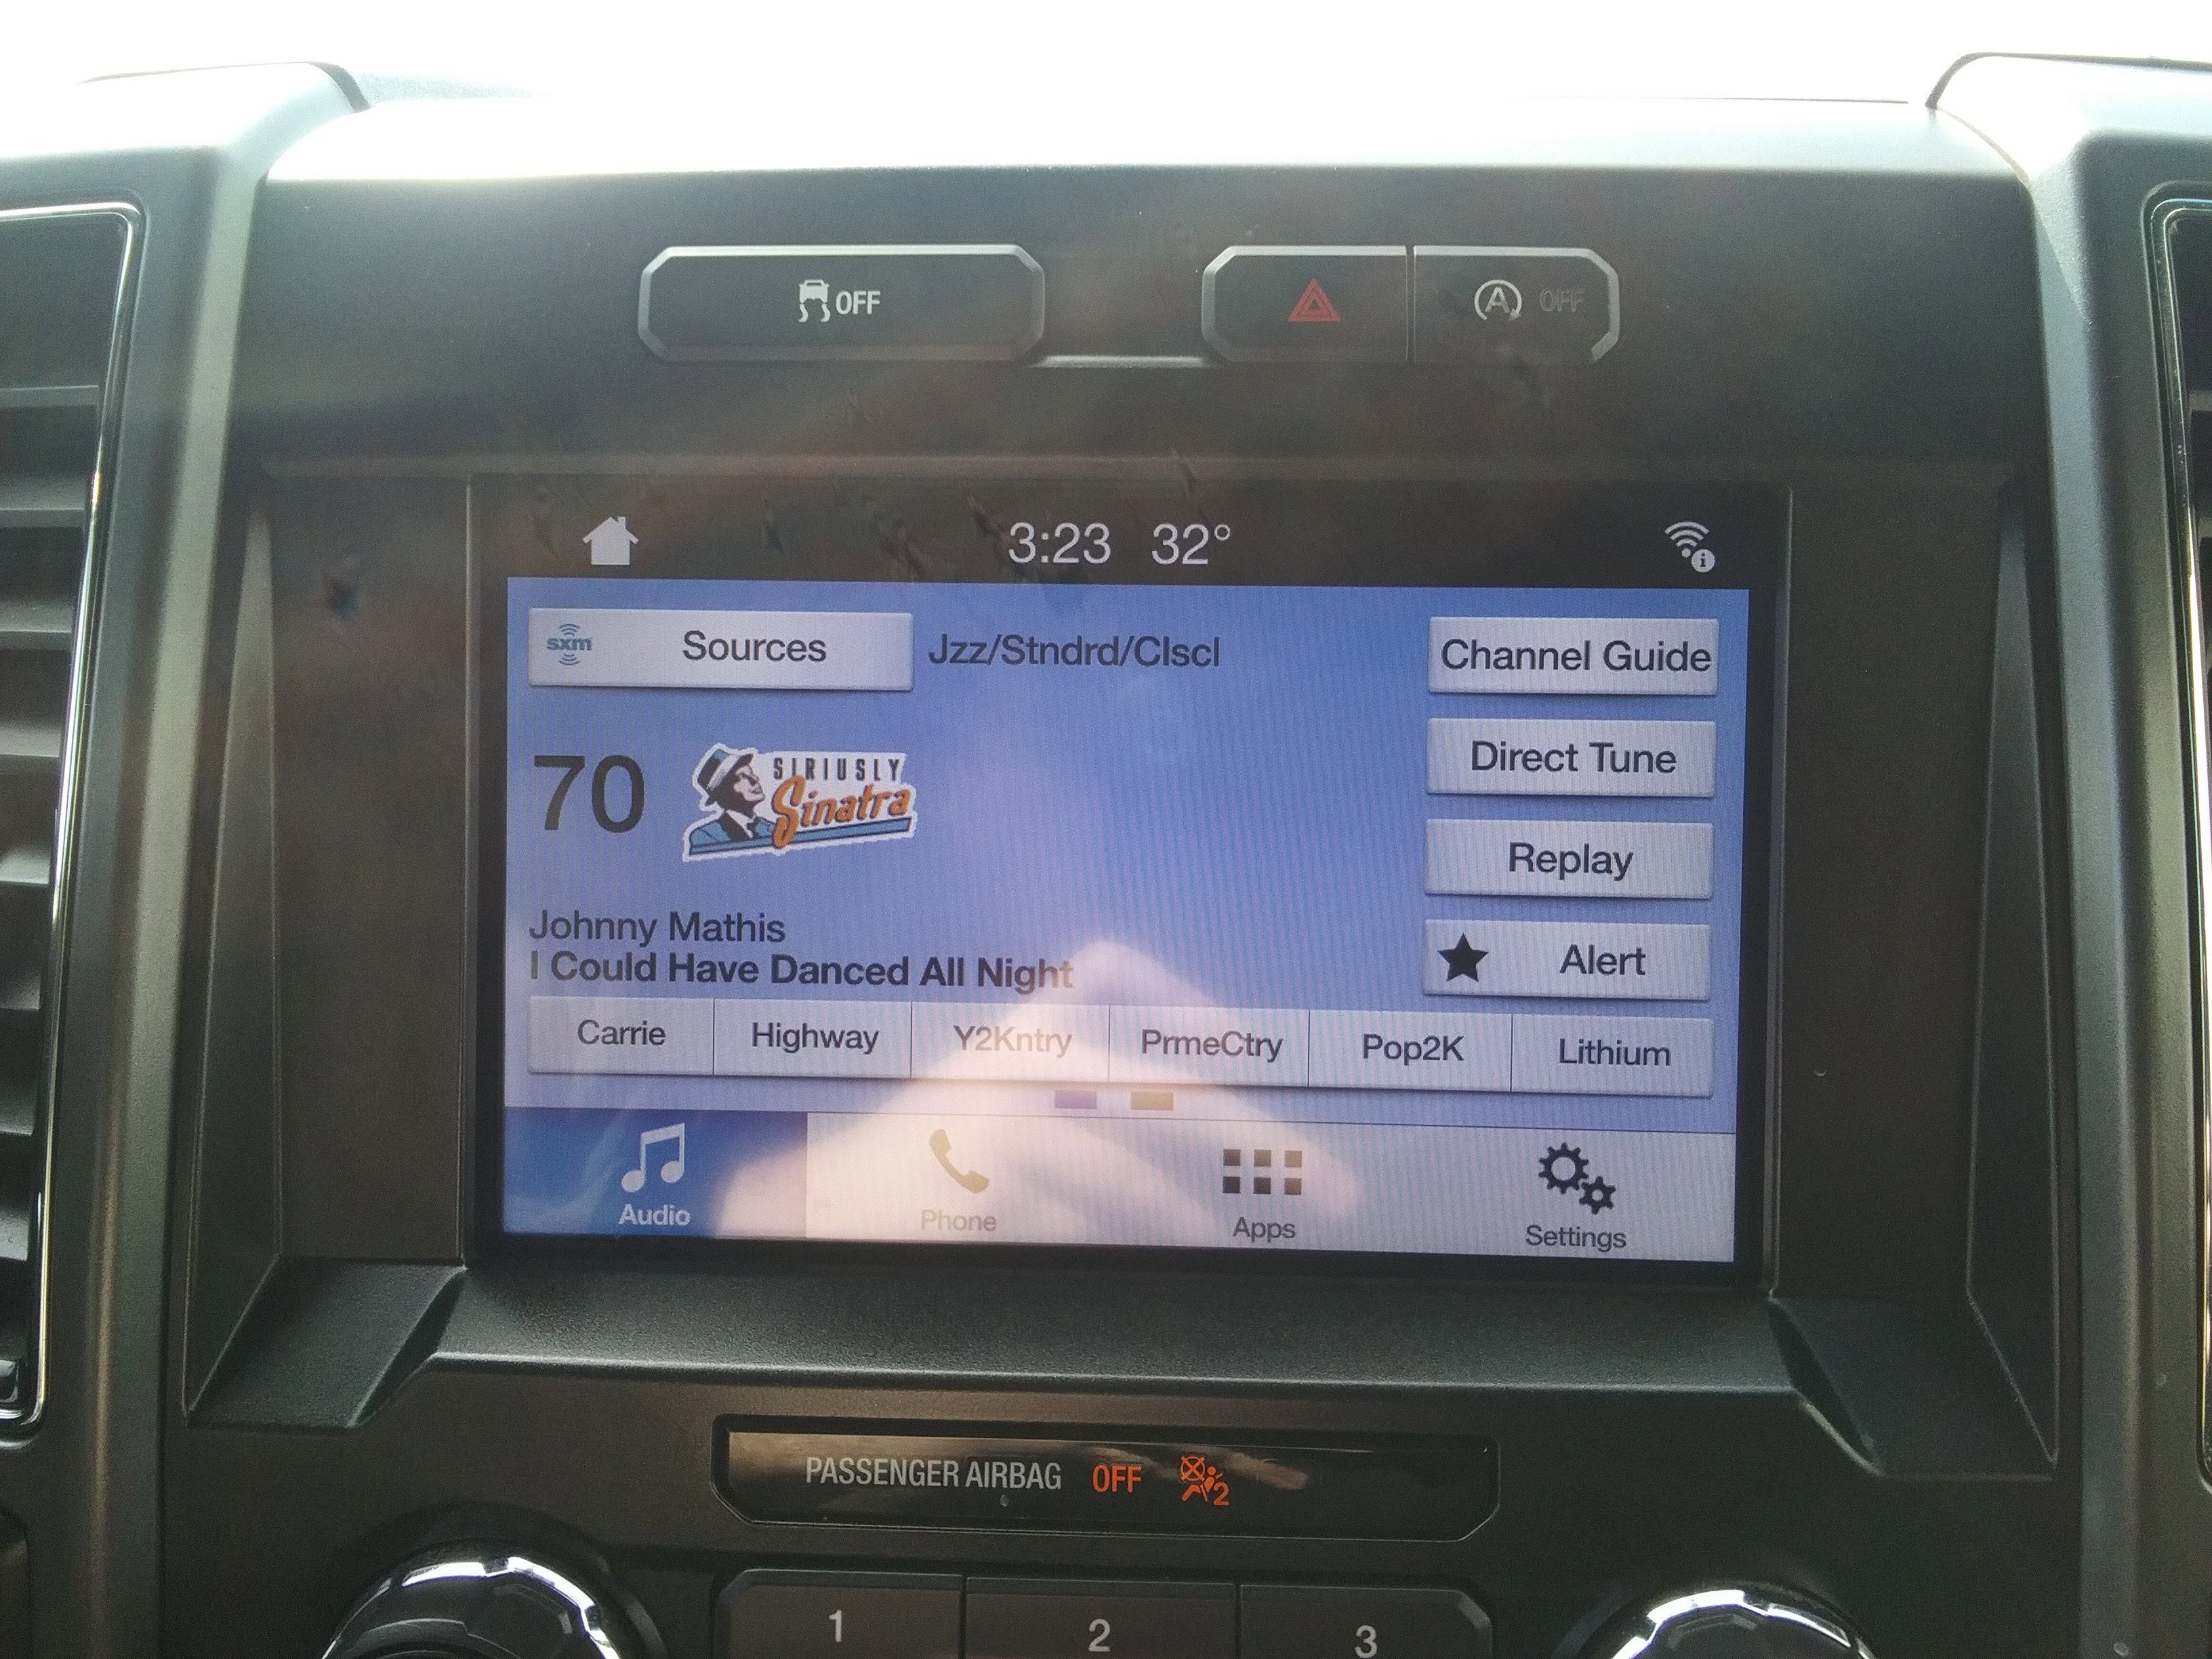 OFF
A OFF
3:23 32°
sxm Sources Jzz/Stndrd/Clscl Channel Guide
70 SIRIUSLY Sinatra Direct Tune
Replay
Johnny Mathis
I Could Have Danced All Night
Alert
Carrie Highway Y2Kntry PrmeCtry Pop2K Lithium
Audio Phone Apps Settings
PASSENGER AIRBAG OFF 2
1 2 3